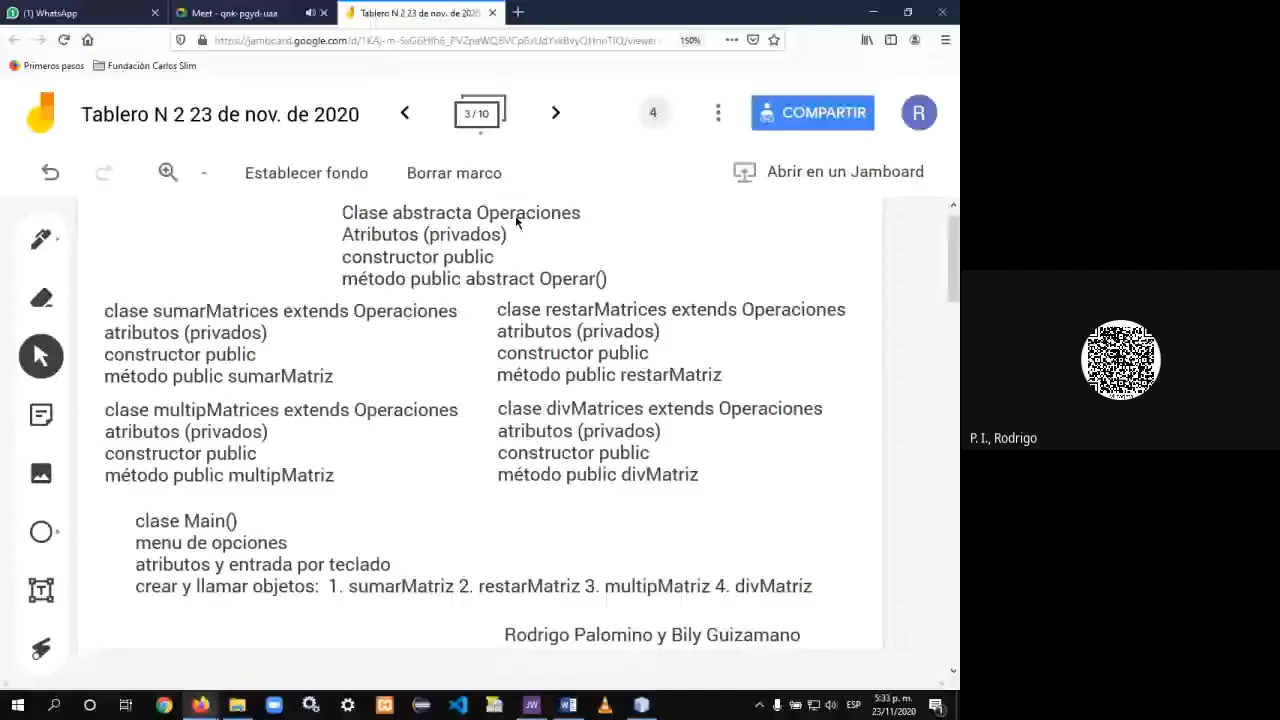 (1) WhatsApp
Meet - qnk-pgyd-uaa
Tablero N 2 23 de nov. de 202
150%
Primeros pasos
Fundación Carlos Slim
Tablero N 2 23 de nov. de 2020
3 / 10
4
COMPARTIR
R
Establecer fondo
Borrar marco
Abrir en un Jamboard
Clase abstracta Operaciones
Atributos (privados)
constructor public
método public abstract Operar()
clase sumarMatrices extends Operaciones
atributos (privados)
constructor public
método public sumarMatriz
clase restarMatrices extends Operaciones
atributos (privados)
constructor public
método public restarMatriz
clase multipMatrices extends Operaciones
atributos (privados)
constructor public
método public multipMatriz
clase divMatrices extends Operaciones
atributos (privados)
constructor public
método public divMatriz
clase Main()
menu de opciones
atributos y entrada por teclado
crear y llamar objetos: 1. sumarMatriz 2. restarMatriz 3. multipMatriz 4. divMatriz
Rodrigo Palomino y Bily Guizamano
P. I., Rodrigo
JW
ESP
5:33 p. m.
23/11/2020